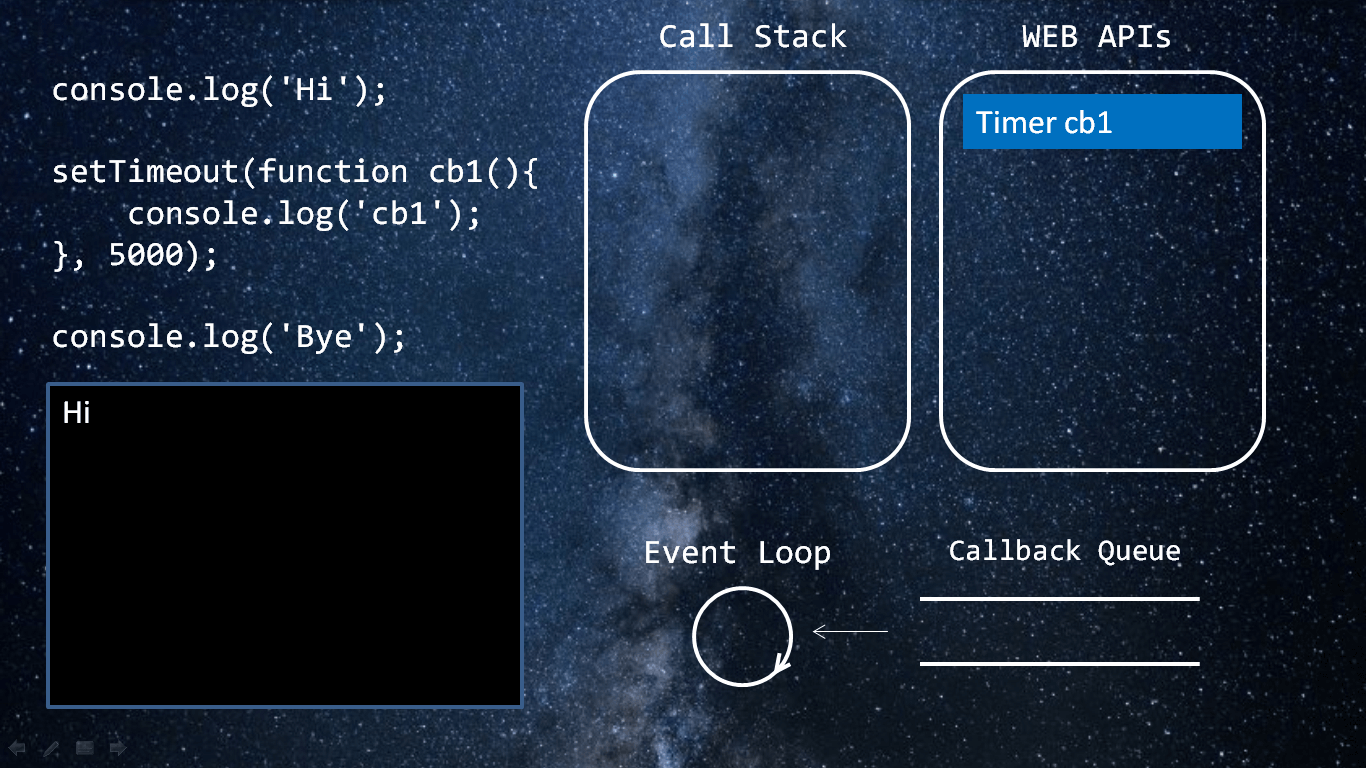 console.log('Hi');
setTimeout(function cb1(){
    console.log('cb1');
}, 5000);
console.log('Bye');
Hi
Call Stack
WEB APIs
Timer cb1
Event Loop
Callback Queue